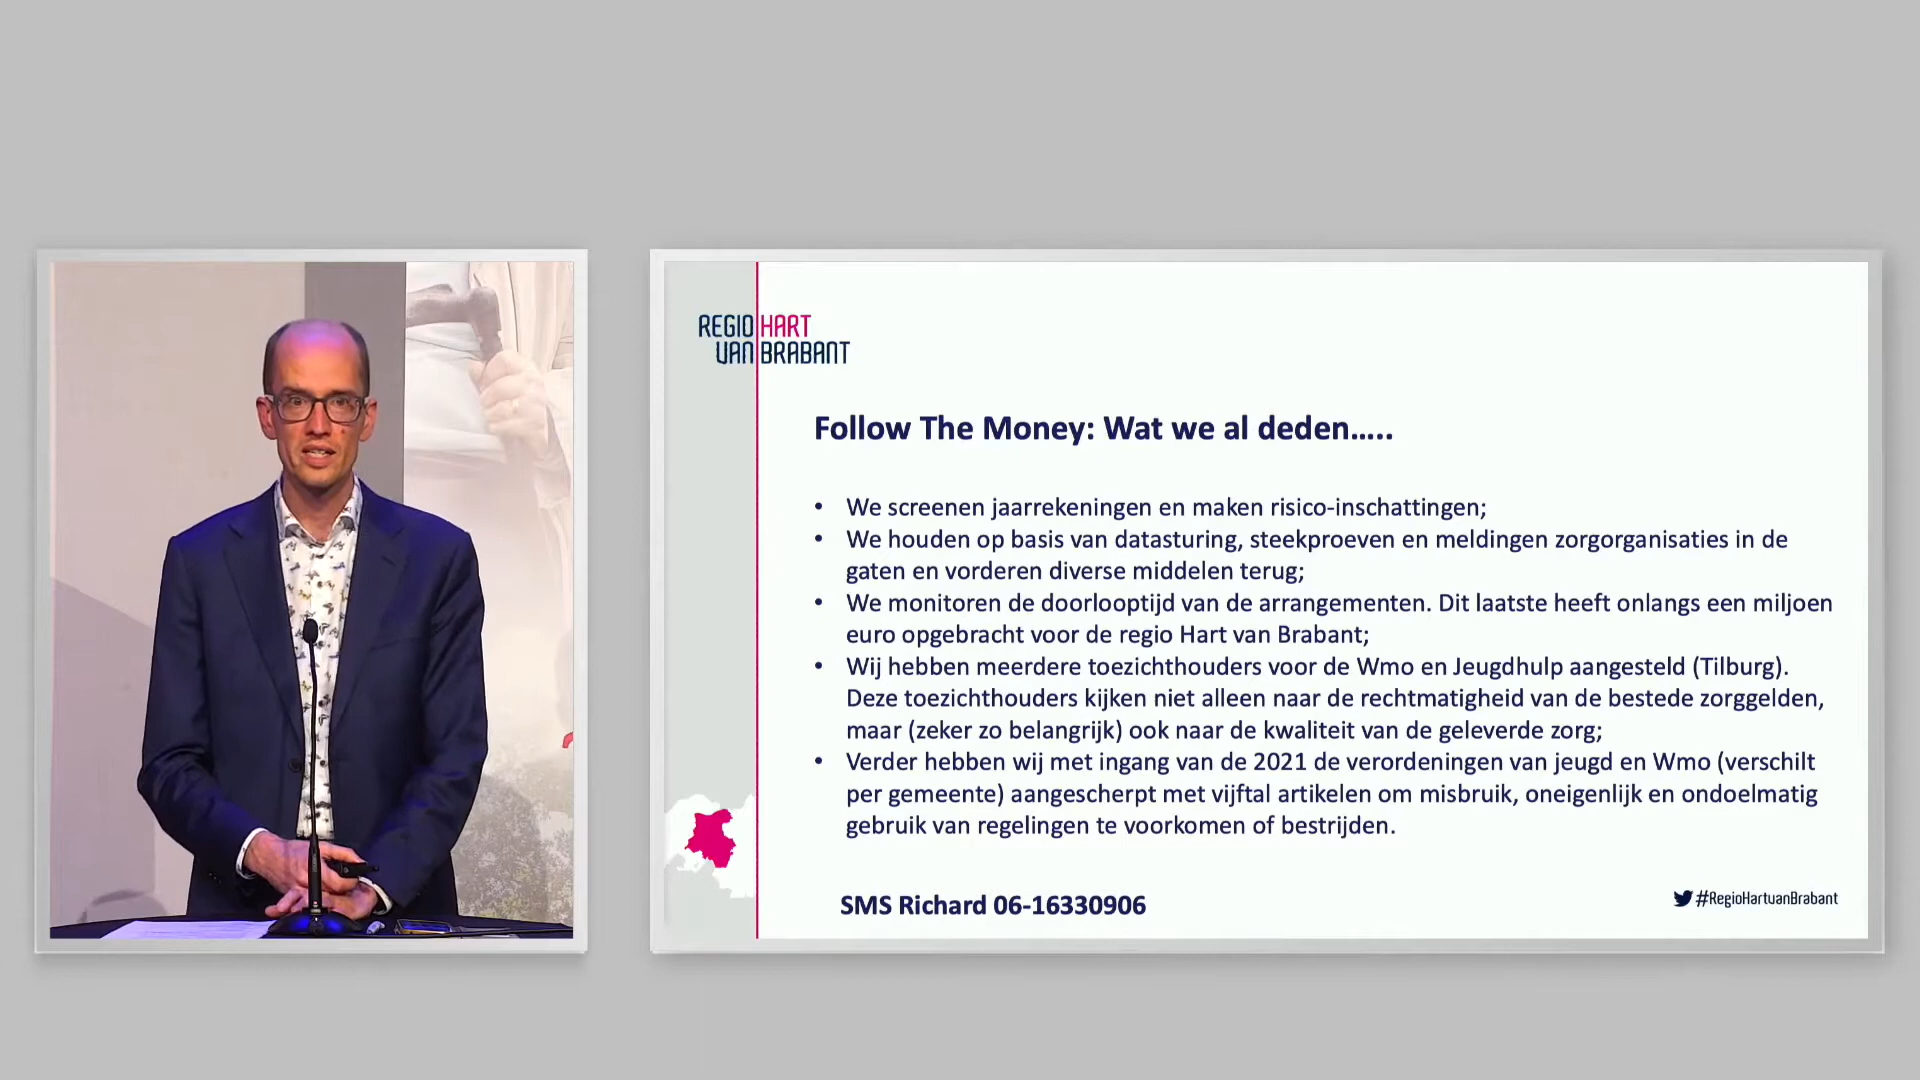 REGIO HART
VAN BRABANT
Follow The Money: Wat we al deden.....
• We screenen jaarrekeningen en maken risico-inschattingen;
• We houden op basis van datasturing, steekproeven en meldingen zorgorganisaties in de
gaten en vorderen diverse middelen terug;
• We monitoren de doorlooptijd van de arrangementen. Dit laatste heeft onlangs een miljoen
euro opgebracht voor de regio Hart van Brabant;
• Wij hebben meerdere toezichthouders voor de Wmo en Jeugdhulp aangesteld (Tilburg).
Deze toezichthouders kijken niet alleen naar de rechtmatigheid van de bestede zorggelden,
maar (zeker zo belangrijk) ook naar de kwaliteit van de geleverde zorg;
• Verder hebben wij met ingang van de 2021 de verordeningen van jeugd en Wmo (verschilt
per gemeente) aangescherpt met vijftal artikelen om misbruik, oneigenlijk en ondoelmatig
gebruik van regelingen te voorkomen of bestrijden.
SMS Richard 06-16330906
#RegioHartvanBrabant